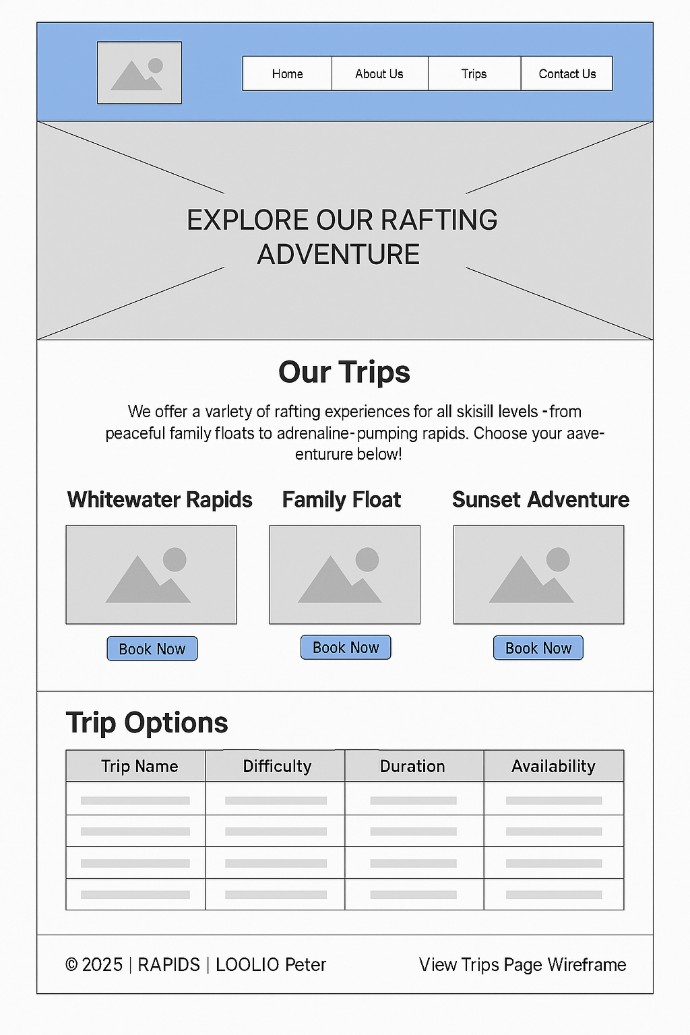 Home About Us Trips Contact Us
EXPLORE OUR RAFTING
ADVENTURE
Our Trips
We offer a varlety of rafting experiences for all skisill levels -from
peaceful family floats to adrenaline-pumping rapids. Choose your aave-
enturure below!
Whitewater Rapids Family Float Sunset Adventure
Book Now Book Now Book Now
Trip Options
Trip Name Difficulty Duration Availability
© 2025 | RAPIDS | LOOLIO Peter View Trips Page Wireframe